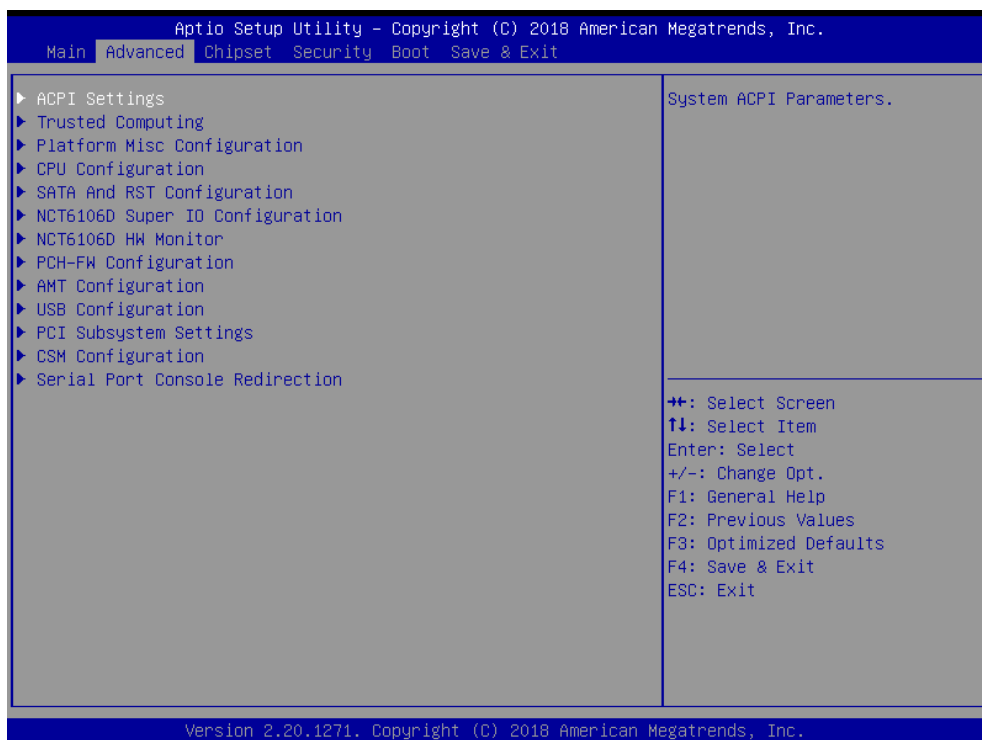 Aptio Setup Utility – Copyright (C) 2018 American Megatrends, Inc.
Main Advanced Chipset Security Boot Save & Exit
ACPI Settings
Trusted Computing
Platform Misc Configuration
CPU Configuration
SATA And RST Configuration
NCT6106D Super IO Configuration
NCT6106D HW Monitor
PCH-FW Configuration
AMT Configuration
USB Configuration
PCI Subsystem Settings
CSM Configuration
Serial Port Console Redirection
System ACPI Parameters.
→←: Select Screen
↑↓: Select Item
Enter: Select
+/-: Change Opt.
F1: General Help
F2: Previous Values
F3: Optimized Defaults
F4: Save & Exit
ESC: Exit
Version 2.20.1271. Copyright (C) 2018 American Megatrends, Inc.